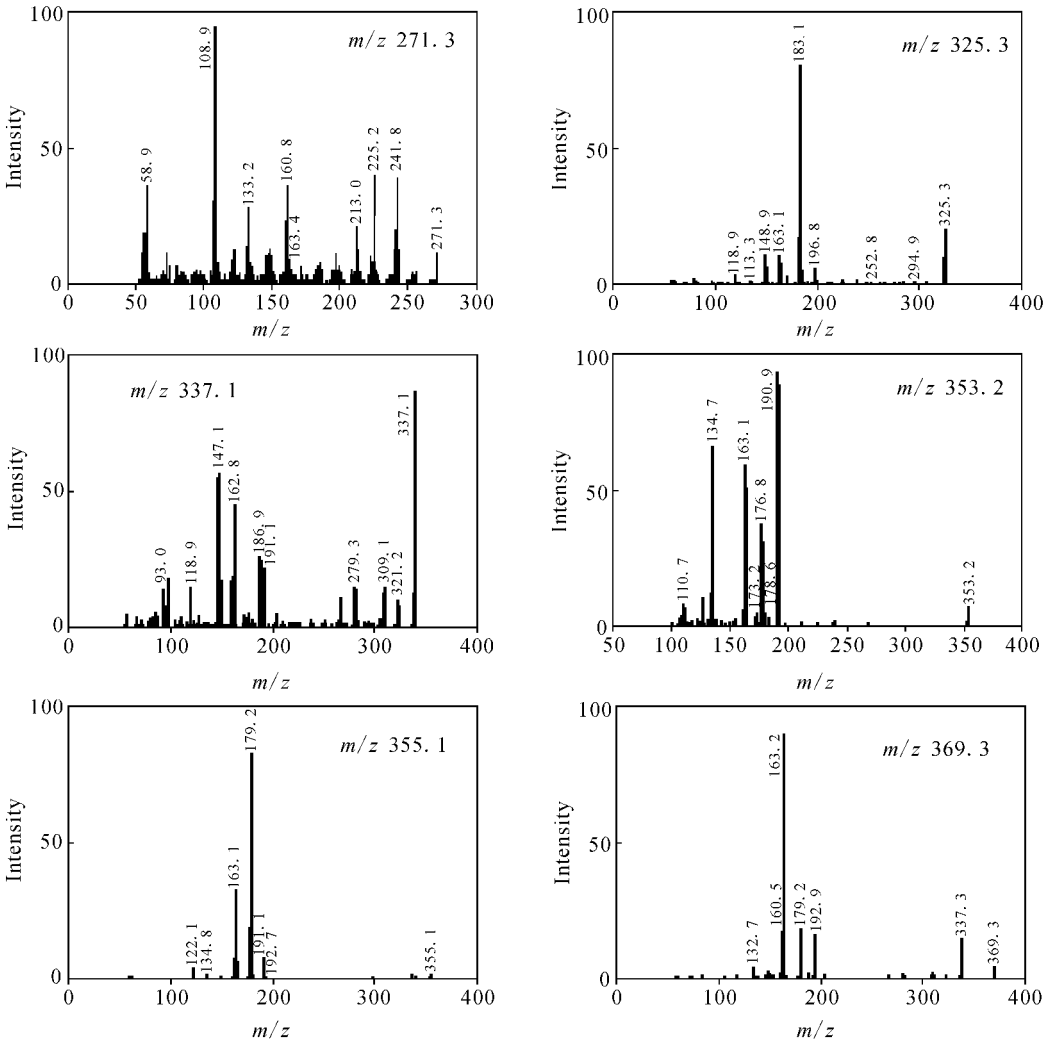 100
50
0
Intensity
m/z 271.3
58.9
108.9
133.2
160.8
163.4
213.0
225.2
241.8
271.3
0 50 100 150 200 250 300
m/z
100
50
0
Intensity
m/z 325.3
118.9
113.3
148.9
163.1
183.1
196.8
252.8
294.9
325.3
0 100 200 300 400
m/z
100
50
0
Intensity
m/z 337.1
93.0
118.9
147.1
162.8
186.9
191.1
279.3
309.1
321.2
337.1
0 100 200 300 400
m/z
100
50
0
Intensity
m/z 353.2
110.7
134.7
163.1
173.2
176.8
178.6
190.9
353.2
50 100 150 200 250 300 350 400
m/z
100
50
0
Intensity
m/z 355.1
122.1
134.8
163.1
179.2
191.1
192.7
355.1
0 100 200 300 400
m/z
100
50
0
Intensity
m/z 369.3
132.7
160.5
163.2
179.2
192.9
337.3
369.3
0 100 200 300 400
m/z